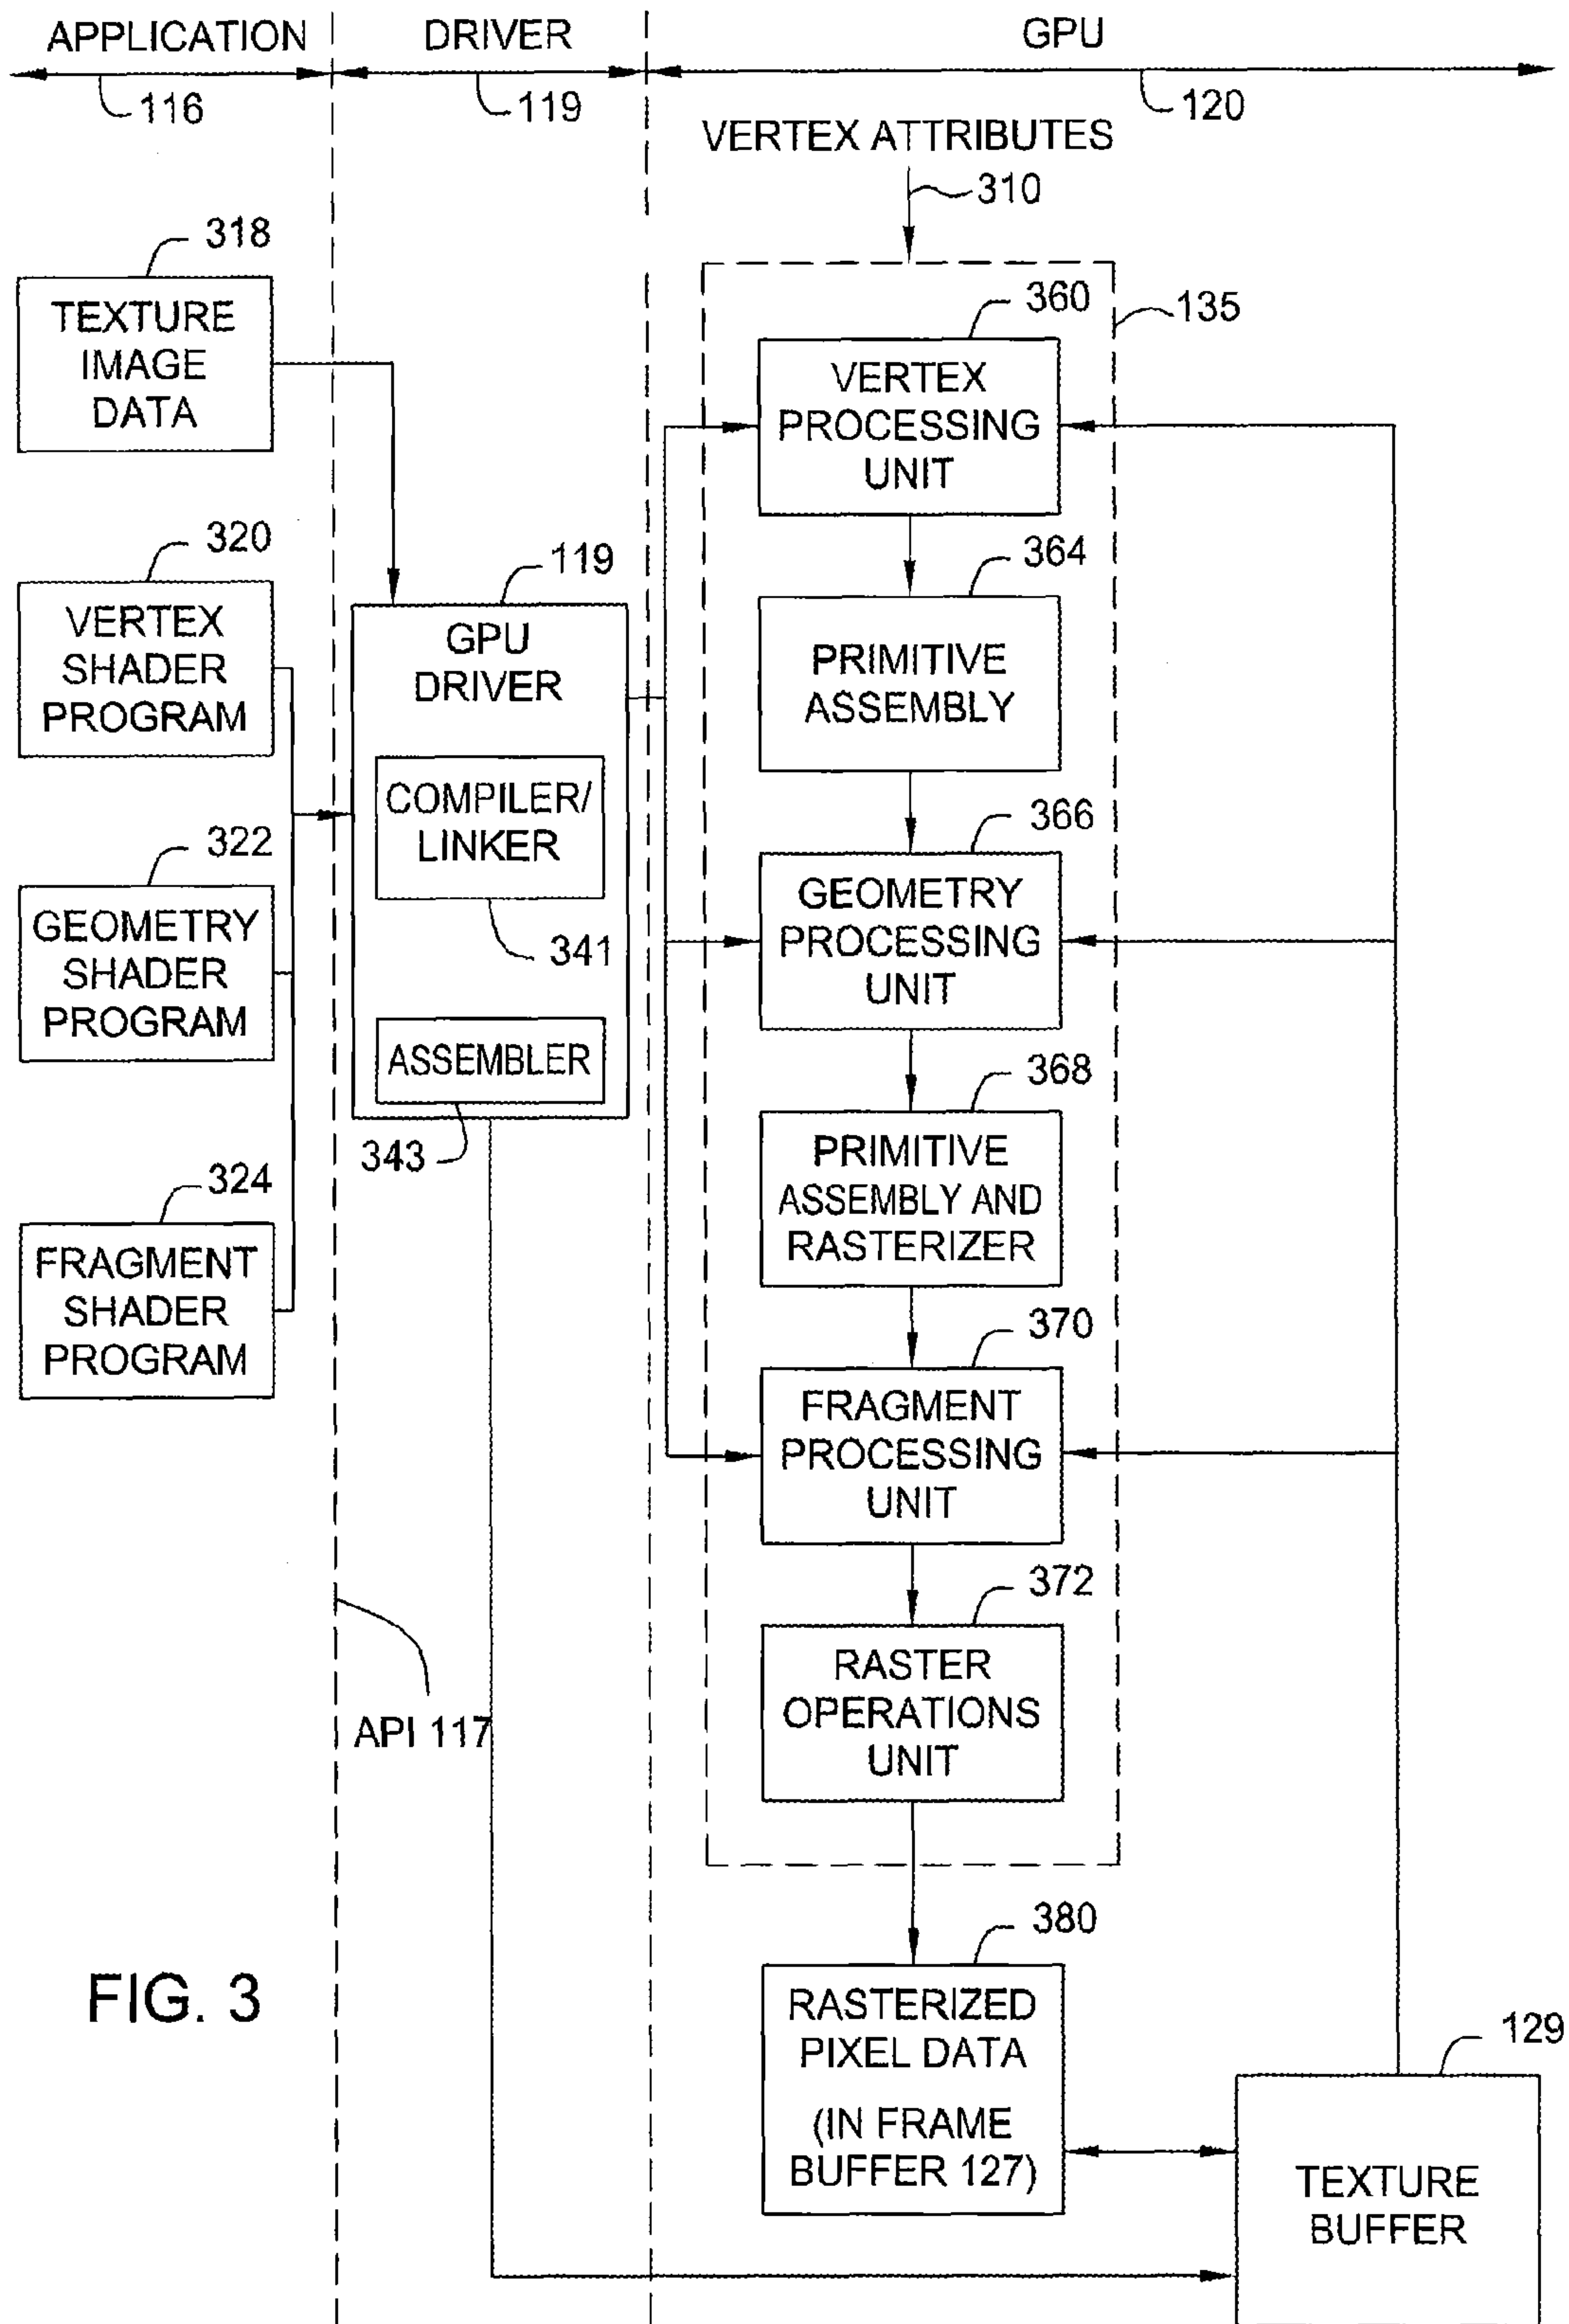 APPLICATION
DRIVER
GPU
116
119
120
VERTEX ATTRIBUTES
310
318
TEXTURE
IMAGE
DATA
320
VERTEX
SHADER
PROGRAM
322
GEOMETRY
SHADER
PROGRAM
324
FRAGMENT
SHADER
PROGRAM
119
GPU
DRIVER
COMPILER/
LINKER
341
ASSEMBLER
343
API 117
135
360
VERTEX
PROCESSING
UNIT
364
PRIMITIVE
ASSEMBLY
366
GEOMETRY
PROCESSING
UNIT
368
PRIMITIVE
ASSEMBLY AND
RASTERIZER
370
FRAGMENT
PROCESSING
UNIT
372
RASTER
OPERATIONS
UNIT
380
RASTERIZED
PIXEL DATA
(IN FRAME
BUFFER 127)
129
TEXTURE
BUFFER
FIG. 3